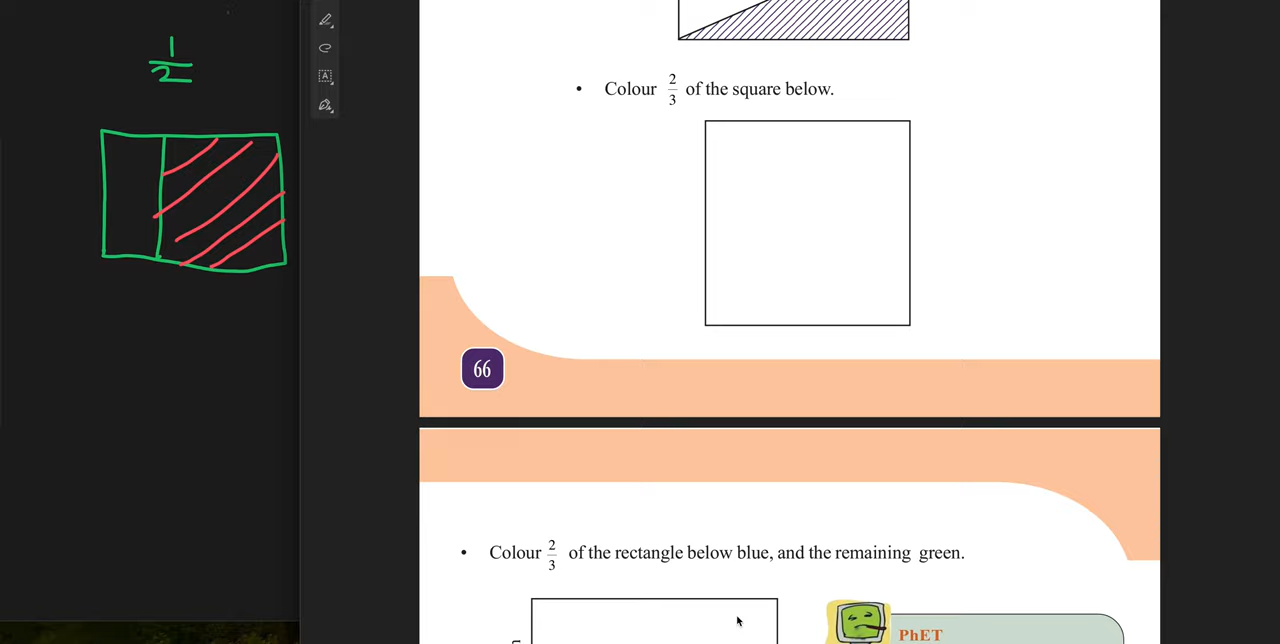 1
2
• Colour 2/3 of the square below.
66
• Colour 2/3 of the rectangle below blue, and the remaining green.
PhET